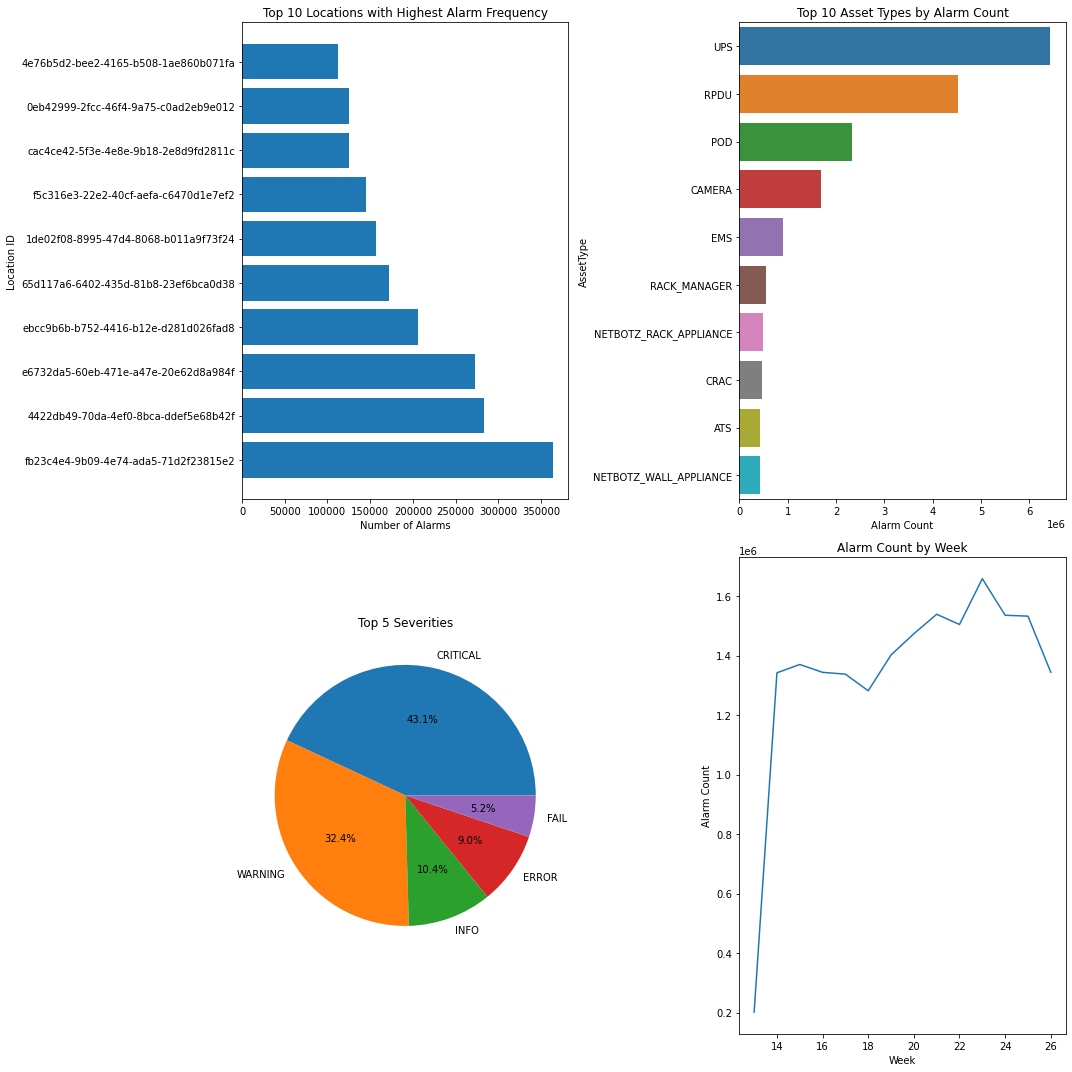 Top 10 Locations with Highest Alarm Frequency
Location ID
4e76b5d2-bee2-4165-b508-1ae860b071fa
0eb42999-2fcc-46f4-9a75-c0ad2eb9e012
cac4ce42-5f3e-4e8e-9b18-2e8d9fd2811c
f5c316e3-22e2-40cf-aefa-c6470d1e7ef2
1de02f08-8995-47d4-8068-b011a9f73f24
65d117a6-6402-435d-81b8-23ef6bca0d38
ebcc9b6b-b752-4416-b12e-d281d026fad8
e6732da5-60eb-471e-a47e-20e62d8a984f
4422db49-70da-4ef0-8bca-ddef5e68b42f
fb23c4e4-9b09-4e74-ada5-71d2f23815e2
0 50000 100000 150000 200000 250000 300000 350000
Number of Alarms
Top 10 Asset Types by Alarm Count
AssetType
UPS
RPDU
POD
CAMERA
EMS
RACK_MANAGER
NETBOTZ_RACK_APPLIANCE
CRAC
ATS
NETBOTZ_WALL_APPLIANCE
0 1 2 3 4 5 6
1e6
Alarm Count
Top 5 Severities
CRITICAL
43.1%
WARNING
32.4%
INFO
10.4%
ERROR
9.0%
FAIL
5.2%
Alarm Count by Week
1e6
Alarm Count
1.6
1.4
1.2
1.0
0.8
0.6
0.4
0.2
14 16 18 20 22 24 26
Week